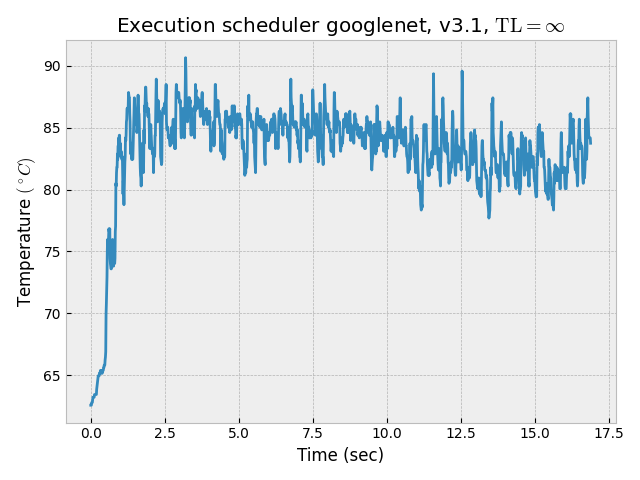 Execution scheduler googlenet, v3.1, TL = ∞
90
85
80
75
70
65
Temperature (°C)
0.0 2.5 5.0 7.5 10.0 12.5 15.0 17.5
Time (sec)